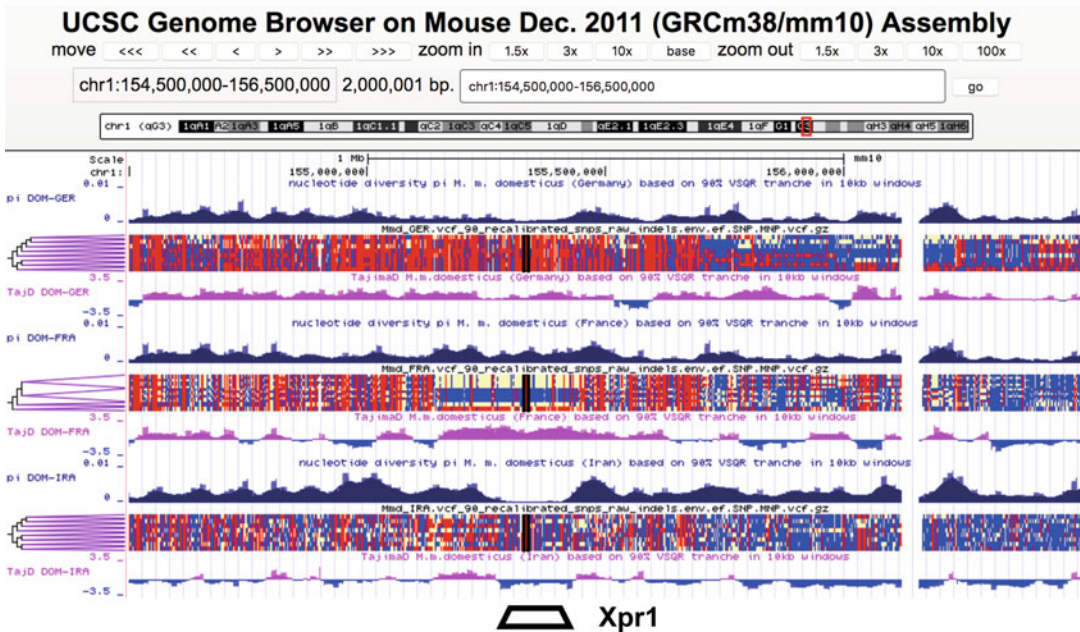 UCSC Genome Browser on Mouse Dec. 2011 (GRCm38/mm10) Assembly
move <<< << < > >> >>> zoom in 1.5x 3x 10x base zoom out 1.5x 3x 10x 100x
chr1:154,500,000-156,500,000 2,000,001 bp. chr1:154,500,000-156,500,000 go
chr1 (qG3) 1qA1 A2 1qA3 1qA5 1qB 1qC1.1 qC2 1qC3 qC4 1qC5 1qD qE2.1 1qE2.3 1qE4 1qF G1 qH3 qH4 qH5 1qH6
Scale 1 Mb mm10
chr1: 155,000,000 155,500,000 156,000,000
0.01 nucleotide diversity pi M. m. domesticus (Germany) based on 90% VSQR tranche in 10kb windows
pi DOM-GER
0
Mmd_GER.vcf_90_recalibrated_snps_raw_indels.env.ef.SNP.MNP.vcf.gz
3.5 TajimaD M.m.domesticus (Germany) based on 90% VSQR tranche in 10kb windows
TajD DOM-GER
-3.5
0.01 nucleotide diversity pi M. m. domesticus (France) based on 90% VSQR tranche in 10kb windows
pi DOM-FRA
0
Mmd_FRA.vcf_90_recalibrated_snps_raw_indels.env.ef.SNP.MNP.vcf.gz
3.5 TajimaD M.m.domesticus (France) based on 90% VSQR tranche in 10kb windows
TajD DOM-FRA
-3.5
0.01 nucleotide diversity pi M. m. domesticus (Iran) based on 90% VSQR tranche in 10kb windows
pi DOM-IRA
0
Mmd_IRA.vcf_90_recalibrated_snps_raw_indels.env.ef.SNP.MNP.vcf.gz
3.5 TajimaD M.m.domesticus (Iran) based on 90% VSQR tranche in 10kb windows
TajD DOM-IRA
-3.5
Xpr1